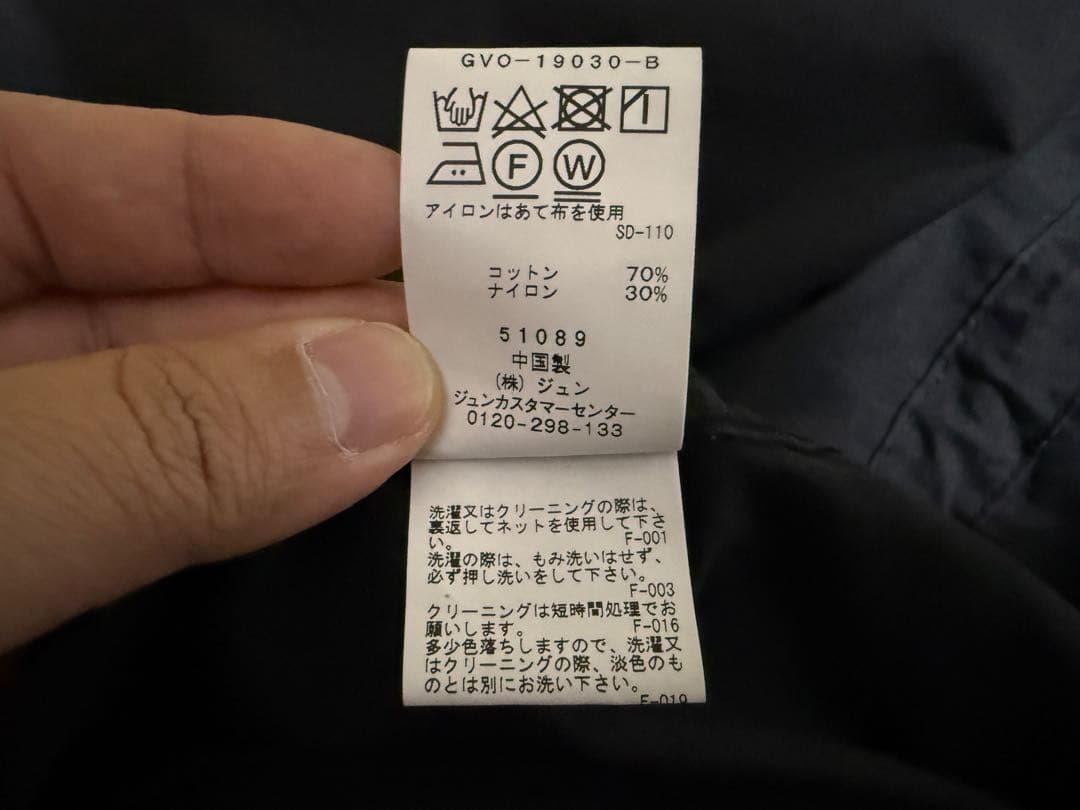 GVO-19030-B
F W
アイロンはあて布を使用
SD-110
コットン 70%
ナイロン 30%
51089
中国製
(株) ジュン
ジュンカスタマーセンター
0120-298-133
洗濯又はクリーニングの際は、
裏返してネットを使用して下さ
い。 F-001
洗濯の際は、もみ洗いはせず、
必ず押し洗いをして下さい。
F-003
クリーニングは短時間処理でお
願いします。 F-016
多少色落ちしますので、洗濯又
はクリーニングの際、淡色のも
のとは別にお洗い下さい。
F-019